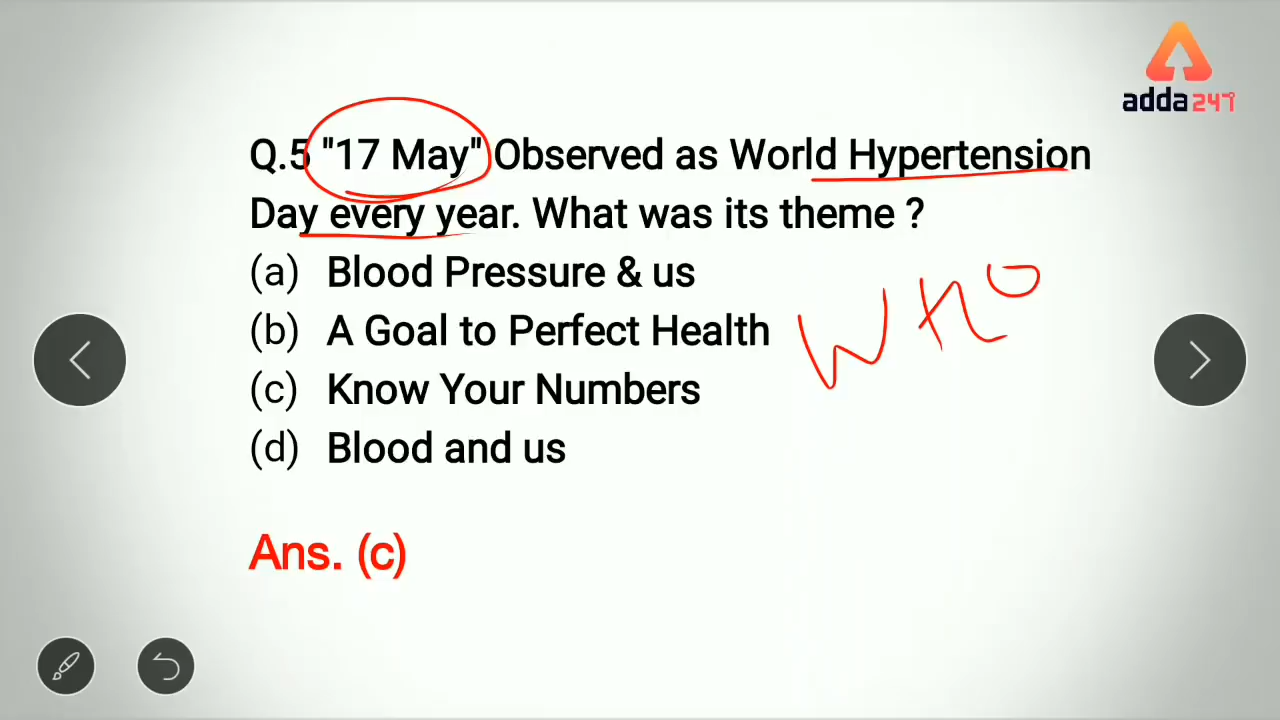 adda247
Q.5 "17 May" Observed as World Hypertension
Day every year. What was its theme ?
(a) Blood Pressure & us
(b) A Goal to Perfect Health
(c) Know Your Numbers
(d) Blood and us
WHO
Ans. (c)